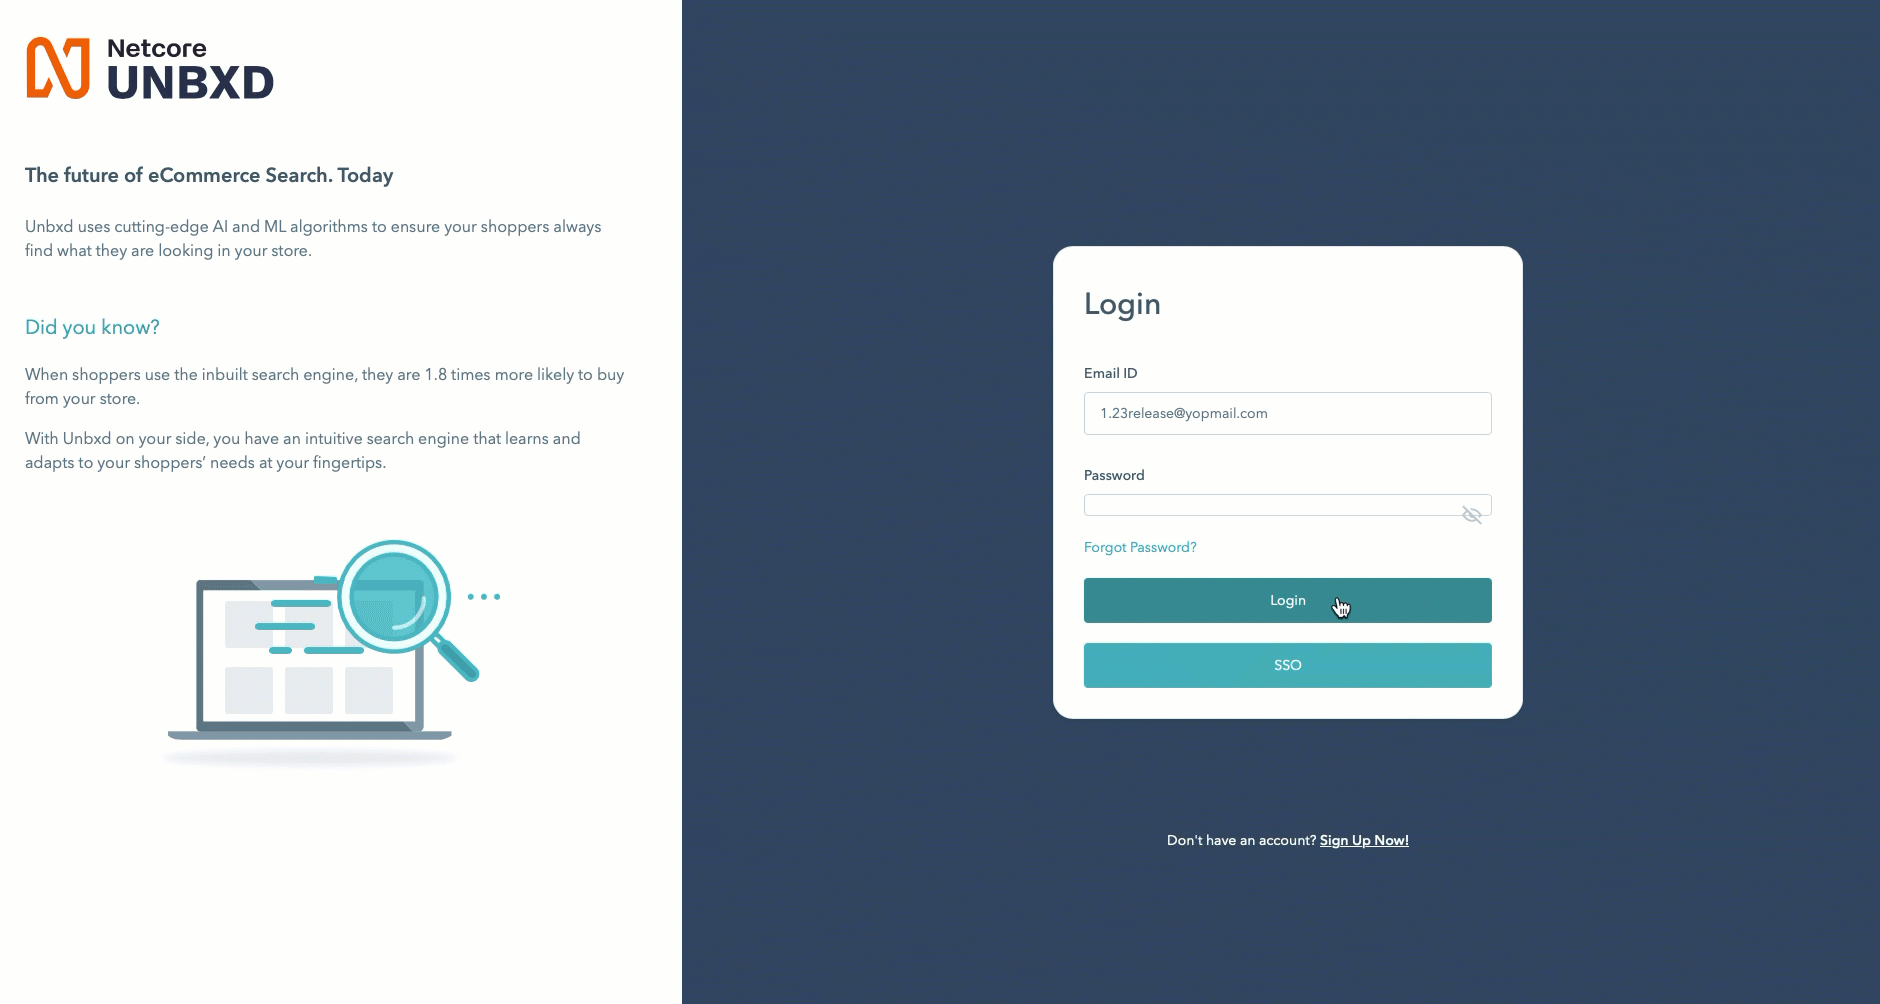 Netcore
UNBXD
The future of eCommerce Search. Today
Unbxd uses cutting-edge AI and ML algorithms to ensure your shoppers always
find what they are looking in your store.
Did you know?
When shoppers use the inbuilt search engine, they are 1.8 times more likely to buy
from your store.
With Unbxd on your side, you have an intuitive search engine that learns and
adapts to your shoppers’ needs at your fingertips.
Login
Email ID
1.23release@yopmail.com
Password
Forgot Password?
Login
SSO
Don't have an account? Sign Up Now!